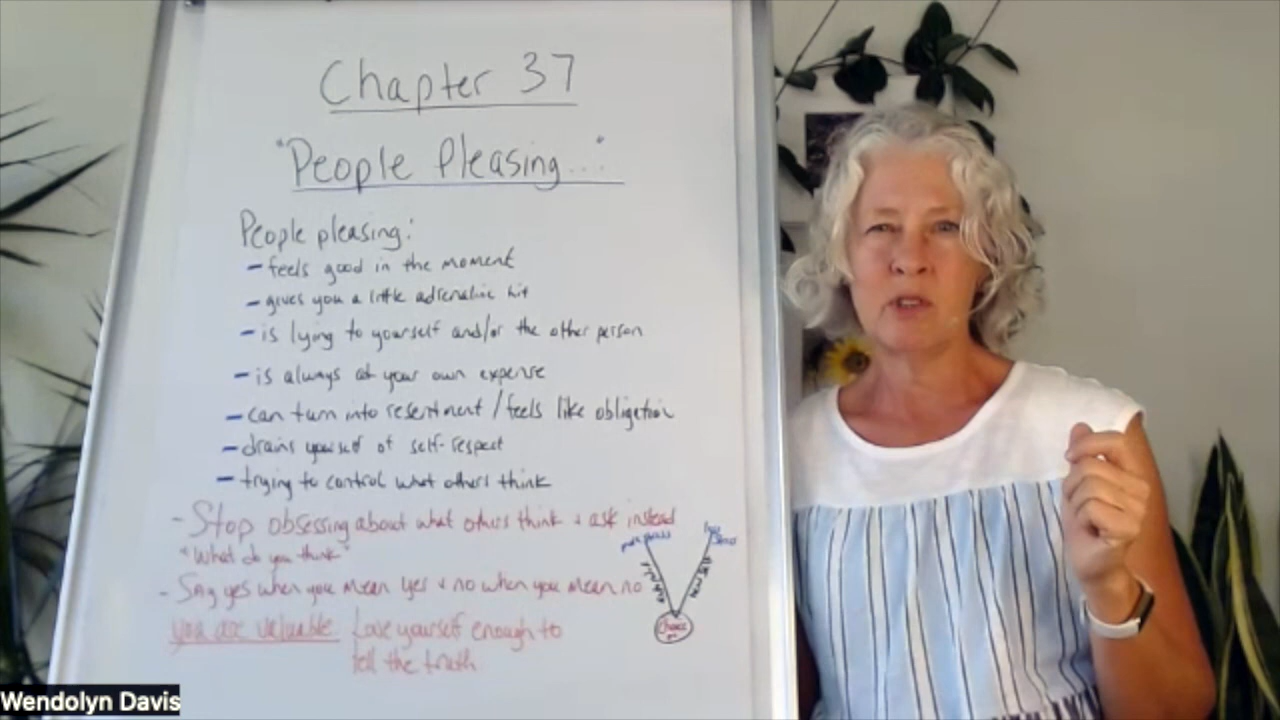 Chapter 37
"People Pleasing..."
People pleasing:
- feels good in the moment
- gives you a little adrenaline hit
- is lying to yourself and/or the other person
- is always at your own expense
- can turn into resentment / feels like obligation
- drains yourself of self-respect
- trying to control what others think
- Stop obsessing about what others think + ask instead
"What do you think"
- Say yes when you mean yes + no when you mean no
you are valuable Love yourself enough to
tell the truth
Choice
Wendolyn Davis